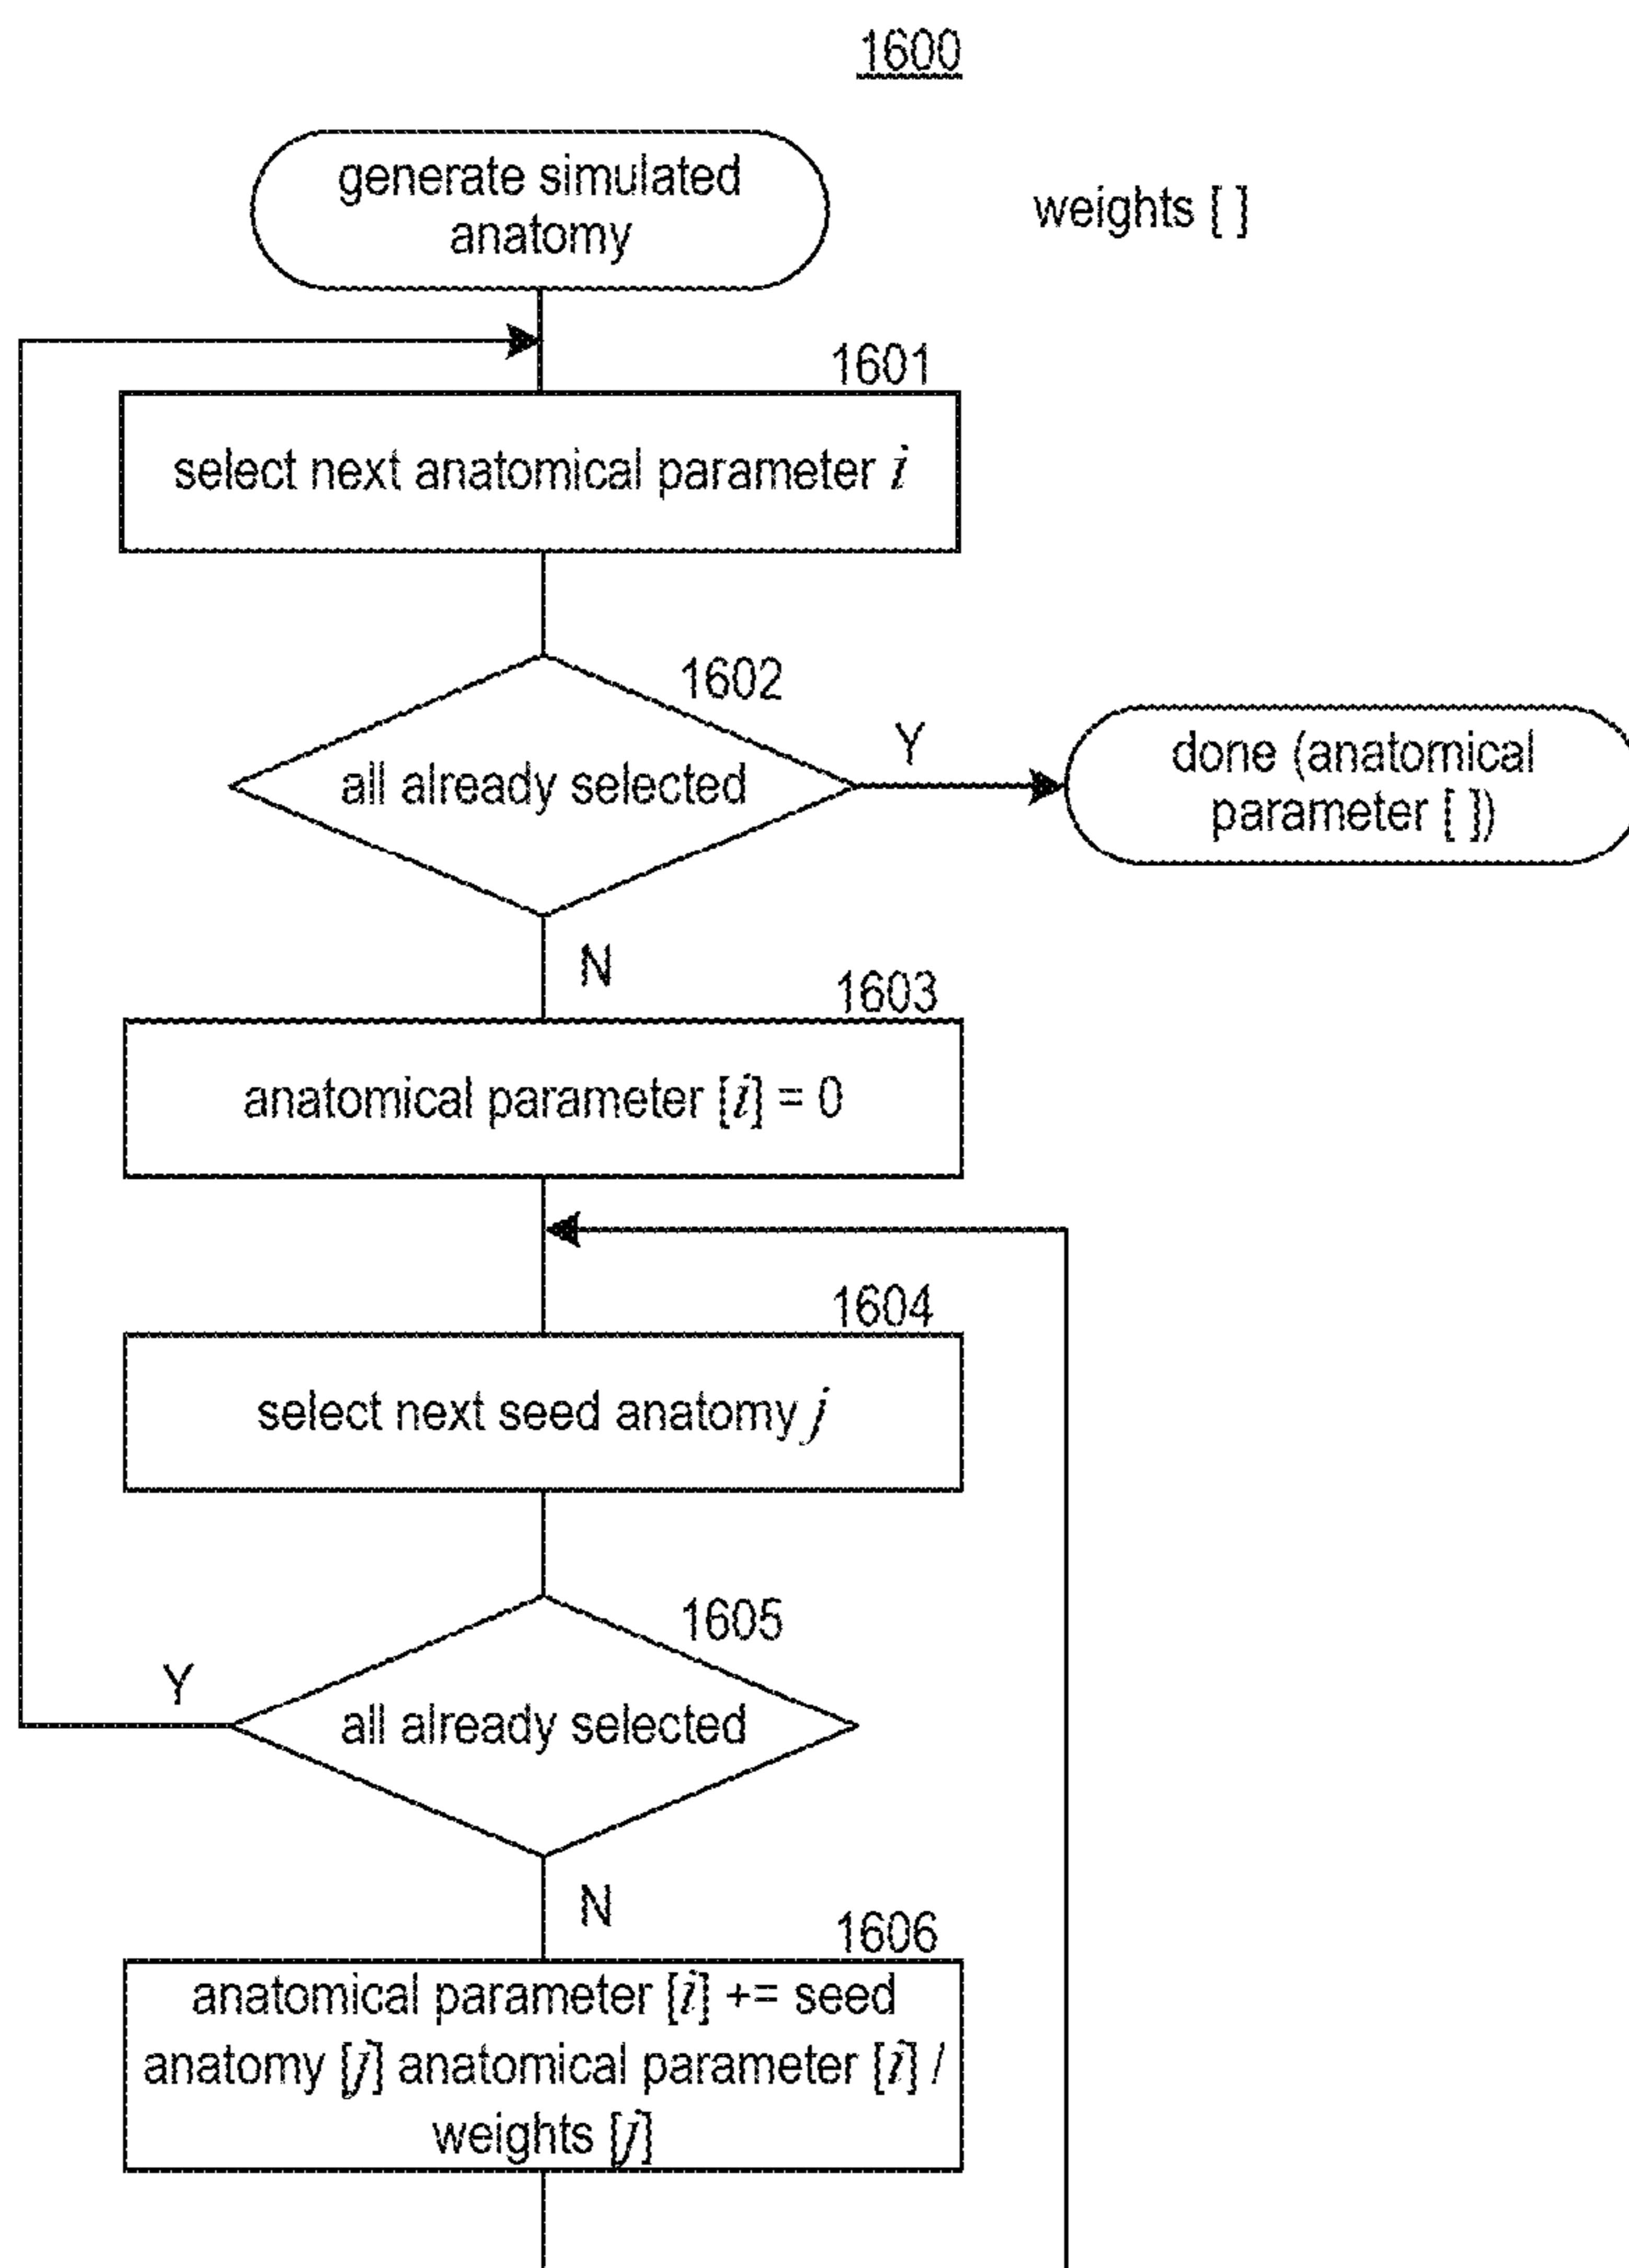 1600
generate simulated
anatomy
weights [ ]
1601
select next anatomical parameter i
1602
all already selected
Y
done (anatomical
parameter [ ])
N
1603
anatomical parameter [i] = 0
1604
select next seed anatomy j
1605
Y
all already selected
N
1606
anatomical parameter [i] += seed
anatomy [j] anatomical parameter [i] /
weights [j]